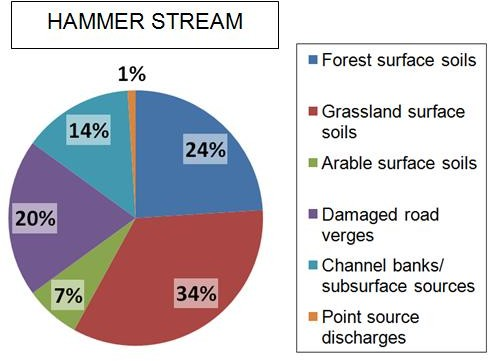 HAMMER STREAM
1%
24%
14%
20%
7%
34%
Forest surface soils
Grassland surface
soils
Arable surface soils
Damaged road
verges
Channel banks/
subsurface sources
Point source
discharges